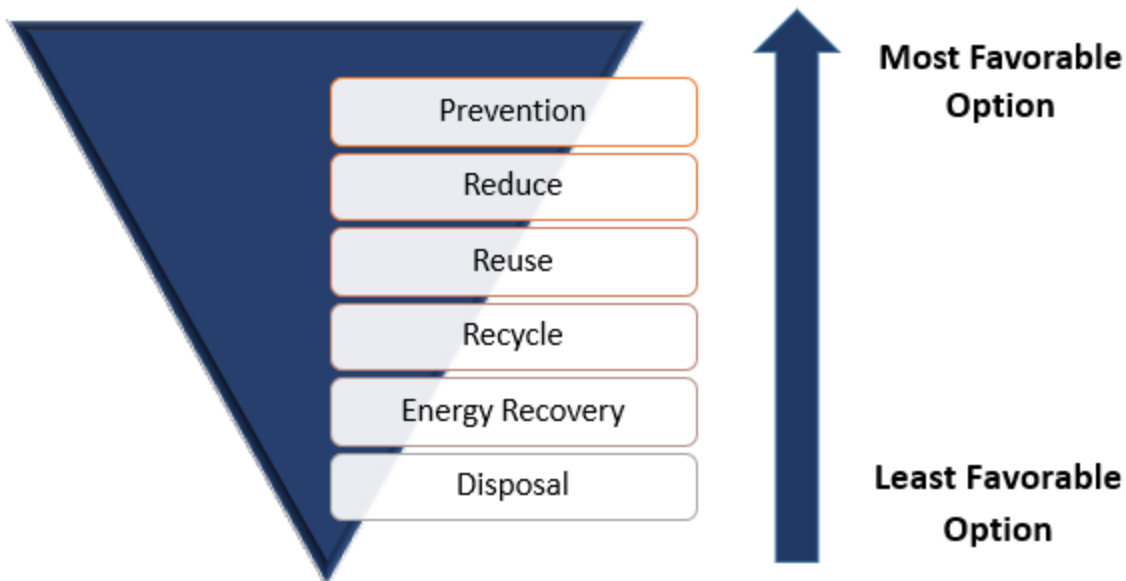 Prevention
Reduce
Reuse
Recycle
Energy Recovery
Disposal
Most Favorable
Option
Least Favorable
Option